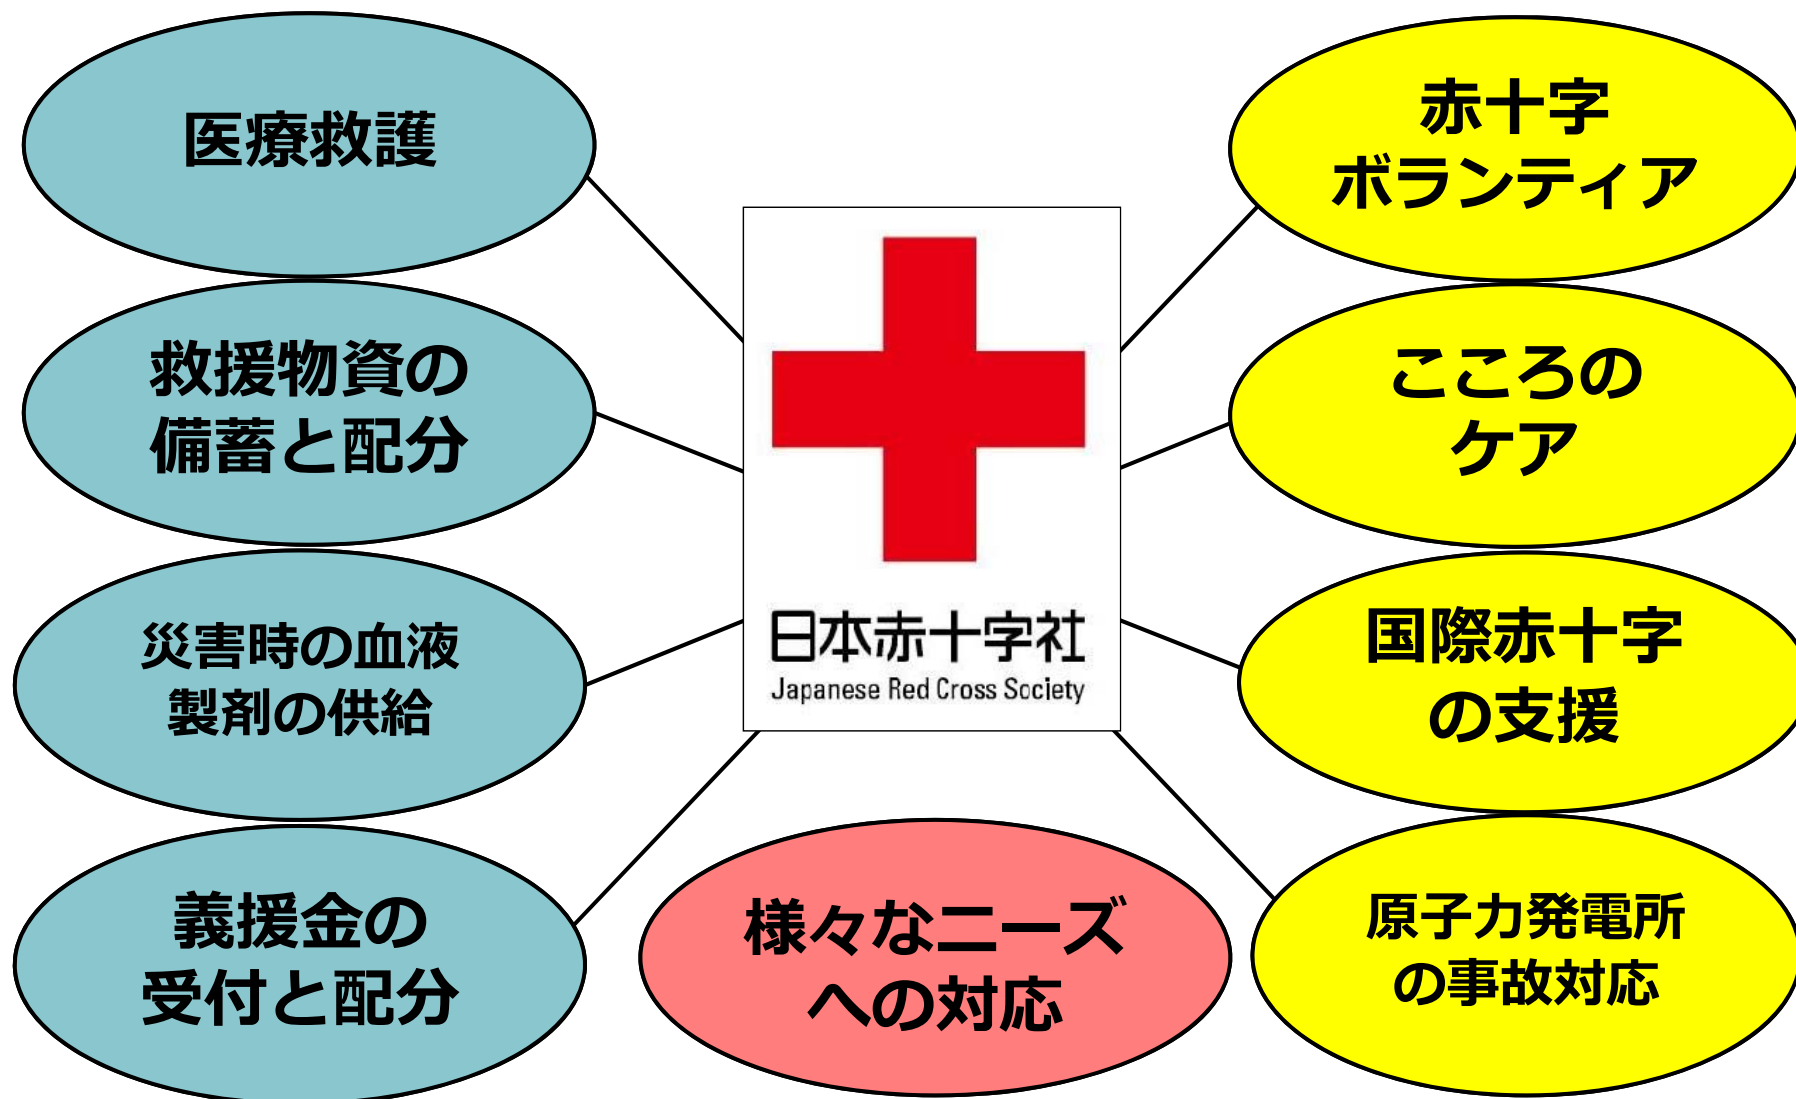 医療救護
救援物資の
備蓄と配分
災害時の血液
製剤の供給
義援金の
受付と配分
日本赤十字社
Japanese Red Cross Society
様々なニーズ
への対応
赤十字
ボランティア
こころの
ケア
国際赤十字
の支援
原子力発電所
の事故対応